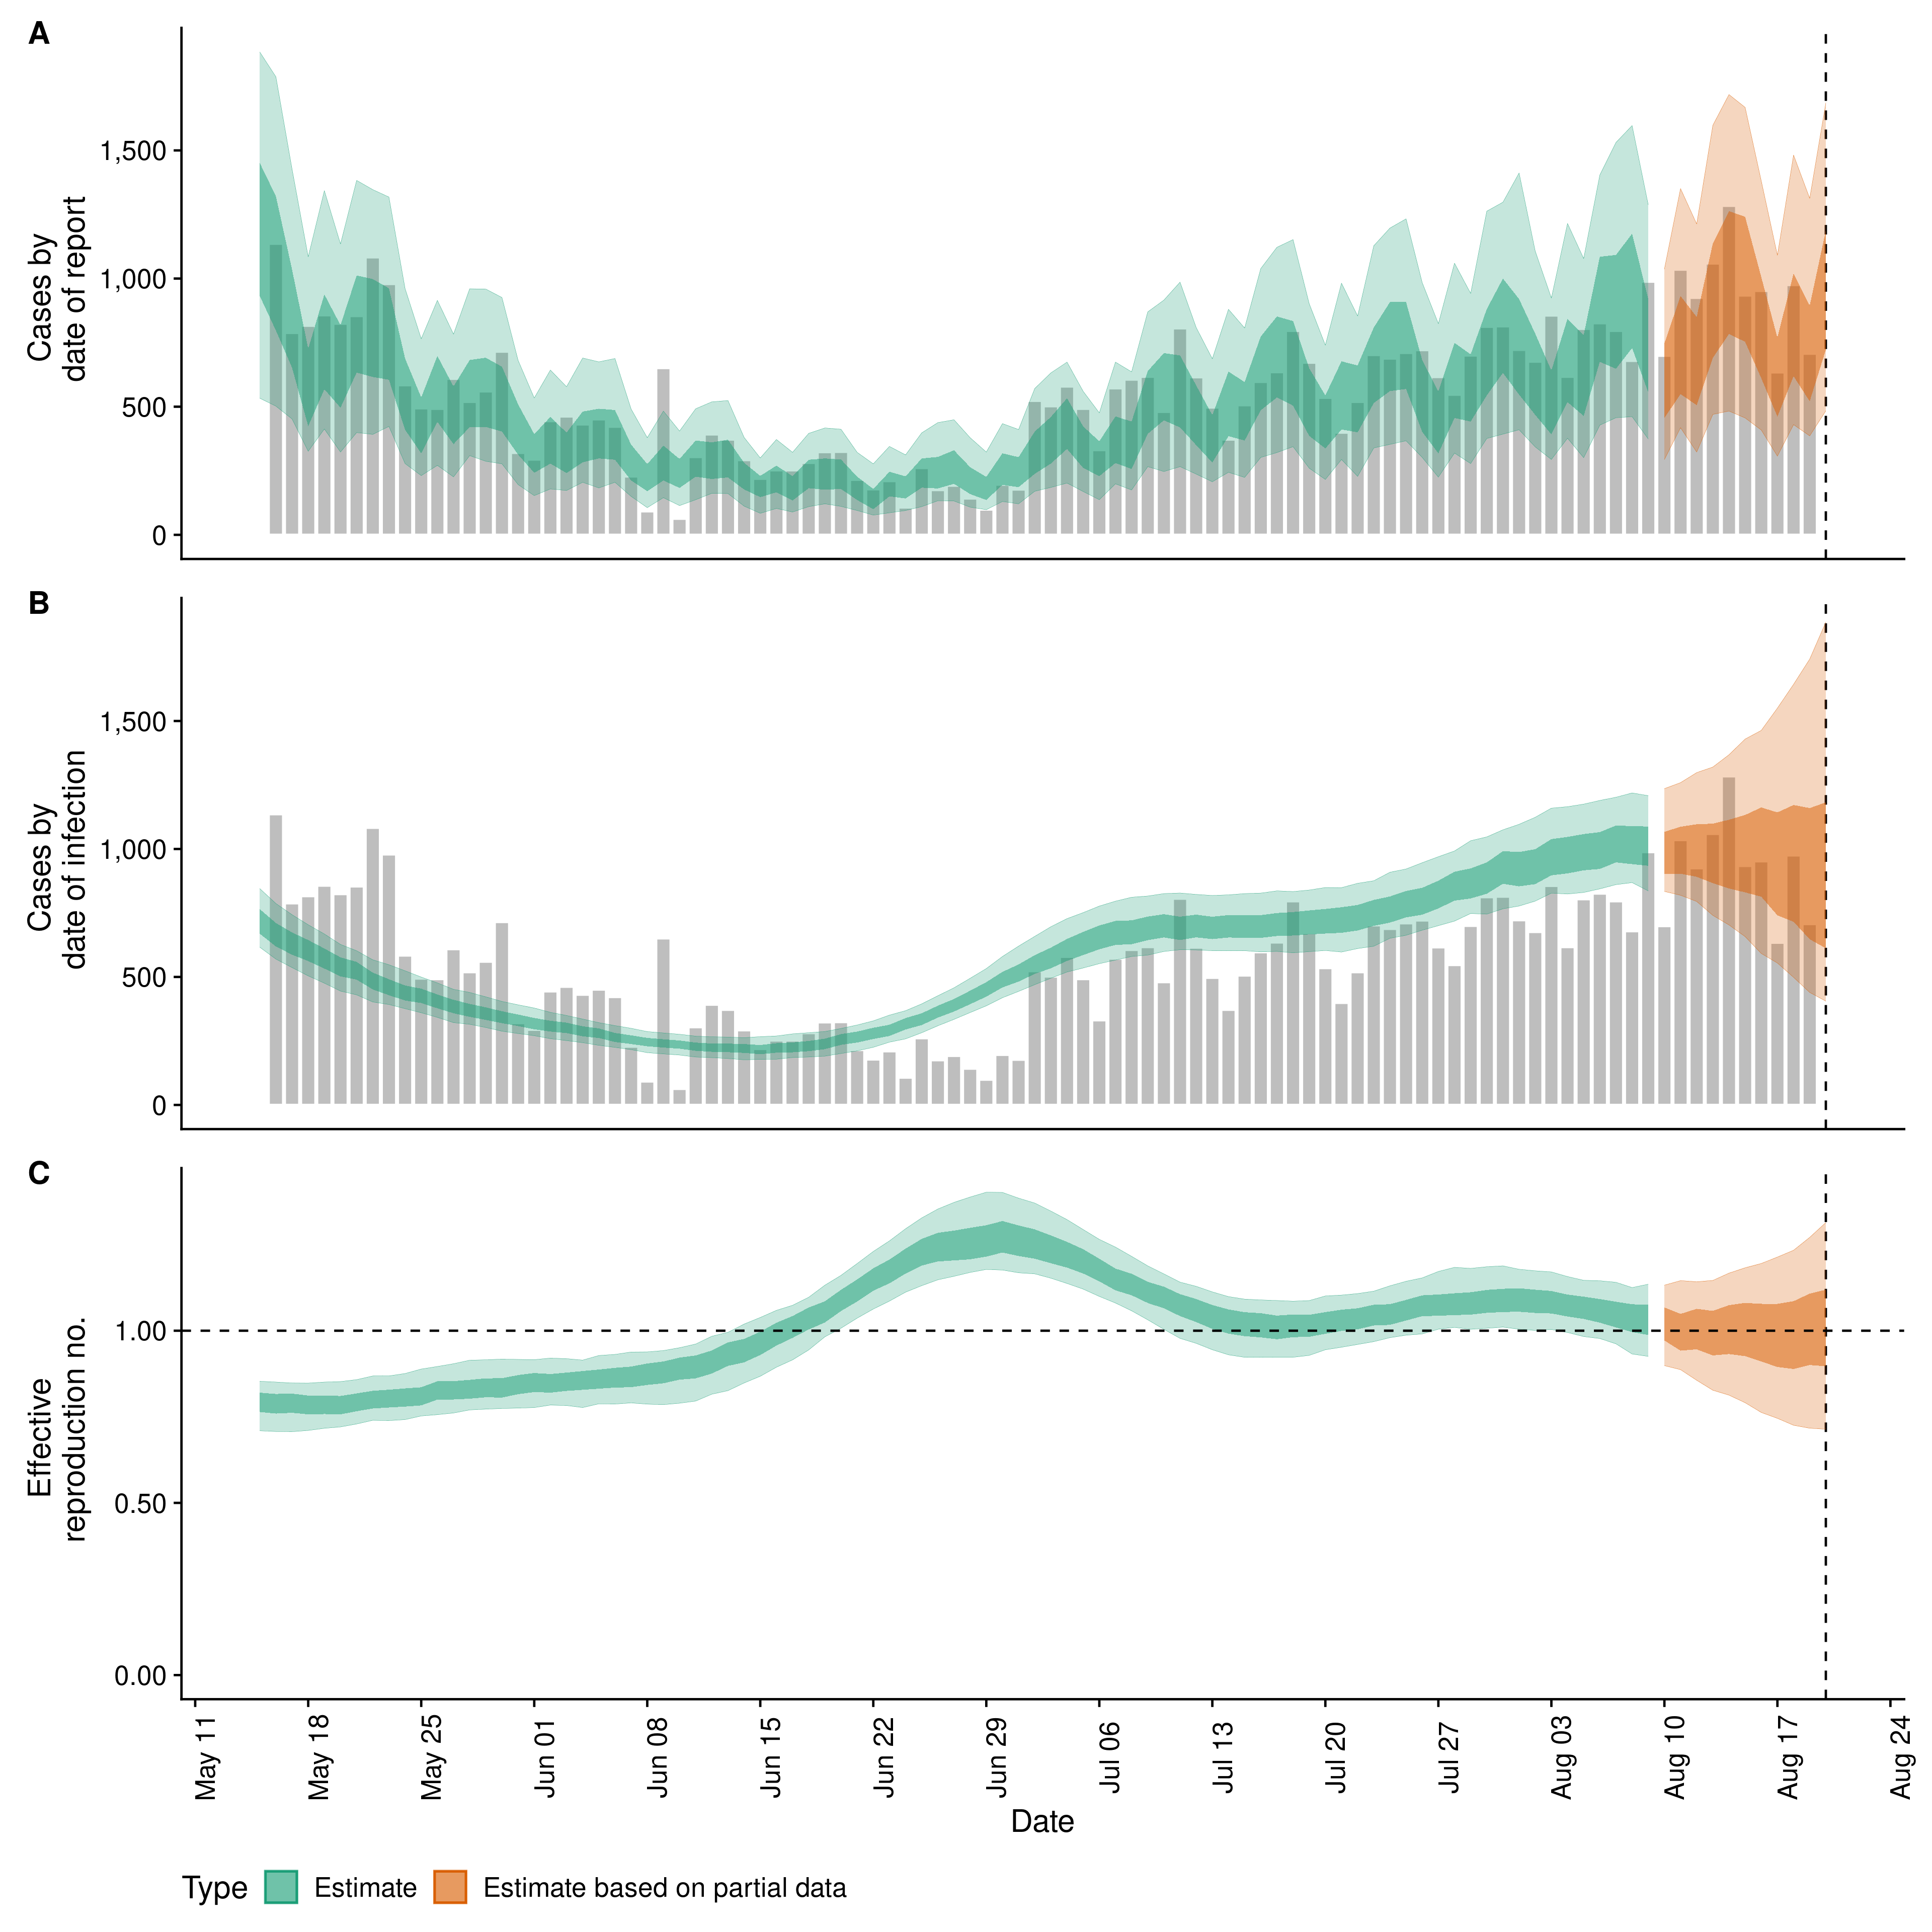 A
Cases by
date of report
1,500
1,000
500
0
B
Cases by
date of infection
1,500
1,000
500
0
C
Effective
reproduction no.
1.00
0.50
0.00
May 11
May 18
May 25
Jun 01
Jun 08
Jun 15
Jun 22
Jun 29
Jul 06
Jul 13
Jul 20
Jul 27
Aug 03
Aug 10
Aug 17
Aug 24
Date
Type Estimate Estimate based on partial data